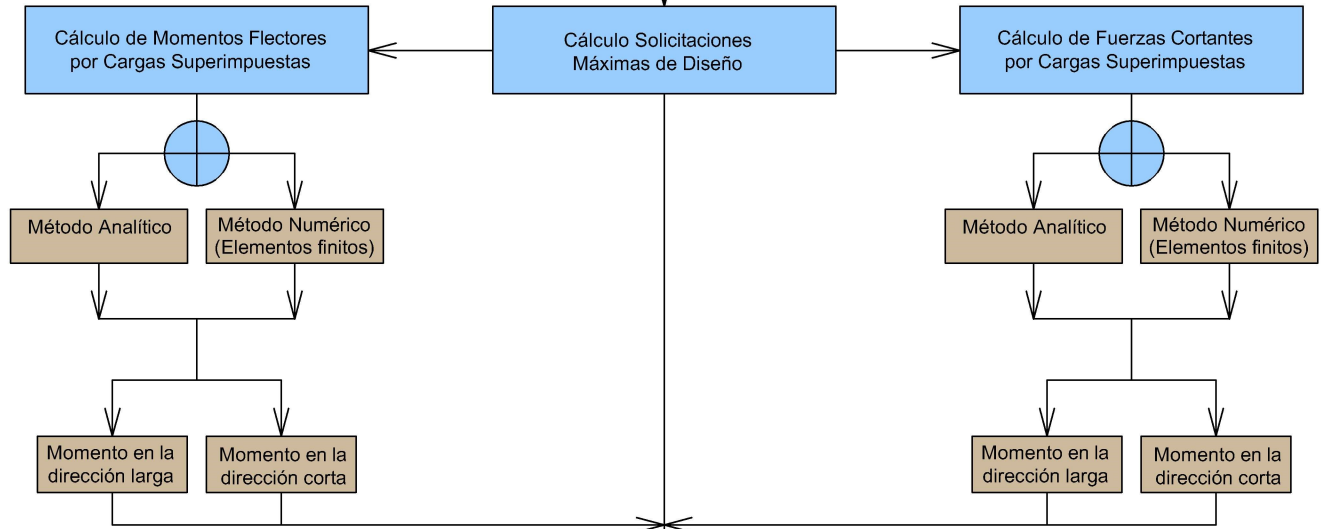 Cálculo de Momentos Flectores
por Cargas Superimpuestas
Cálculo Solicitaciones
Máximas de Diseño
Cálculo de Fuerzas Cortantes
por Cargas Superimpuestas
Método Analítico
Método Numérico
(Elementos finitos)
Método Analítico
Método Numérico
(Elementos finitos)
Momento en la
dirección larga
Momento en la
dirección corta
Momento en la
dirección larga
Momento en la
dirección corta